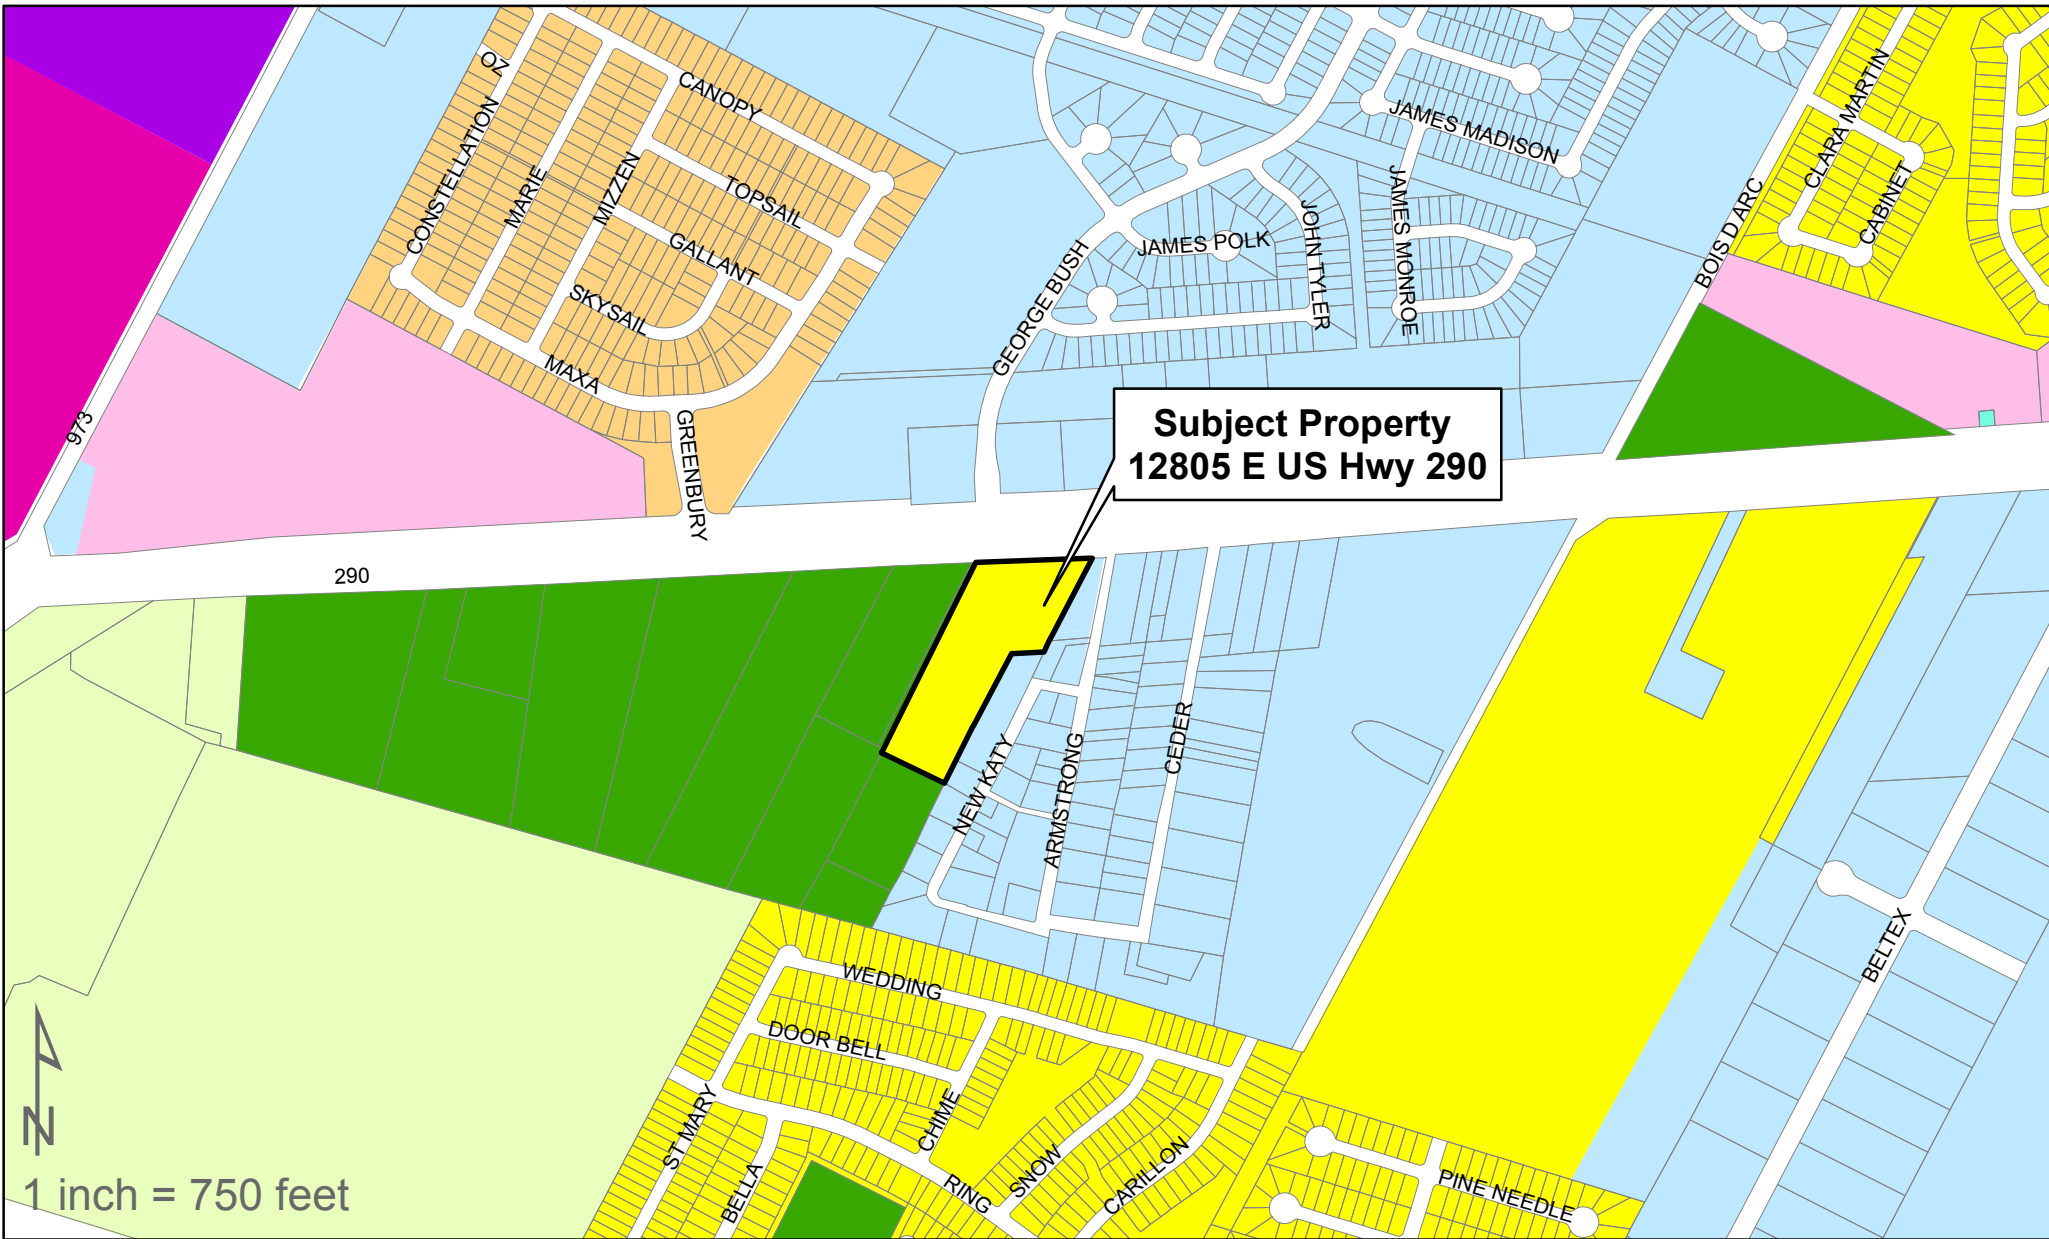 OZ
CANOPY
CONSTELLATION
MARIE
MIZZEN
TOPSAIL
GALLANT
SKYSAIL
MAXA
GREENBURY
973
290
JAMES MADISON
JAMES MONROE
JOHN TYLER
JAMES POLK
GEORGE BUSH
BOIS D ARC
CLARA MARTIN
CABINET
Subject Property
12805 E US Hwy 290
NEW KATY
ARMSTRONG
CEDER
BELTEX
WEDDING
DOOR BELL
CHIME
ST MARY
BELLA
RING
SNOW
CARILLON
PINE NEEDLE
N
1 inch = 750 feet